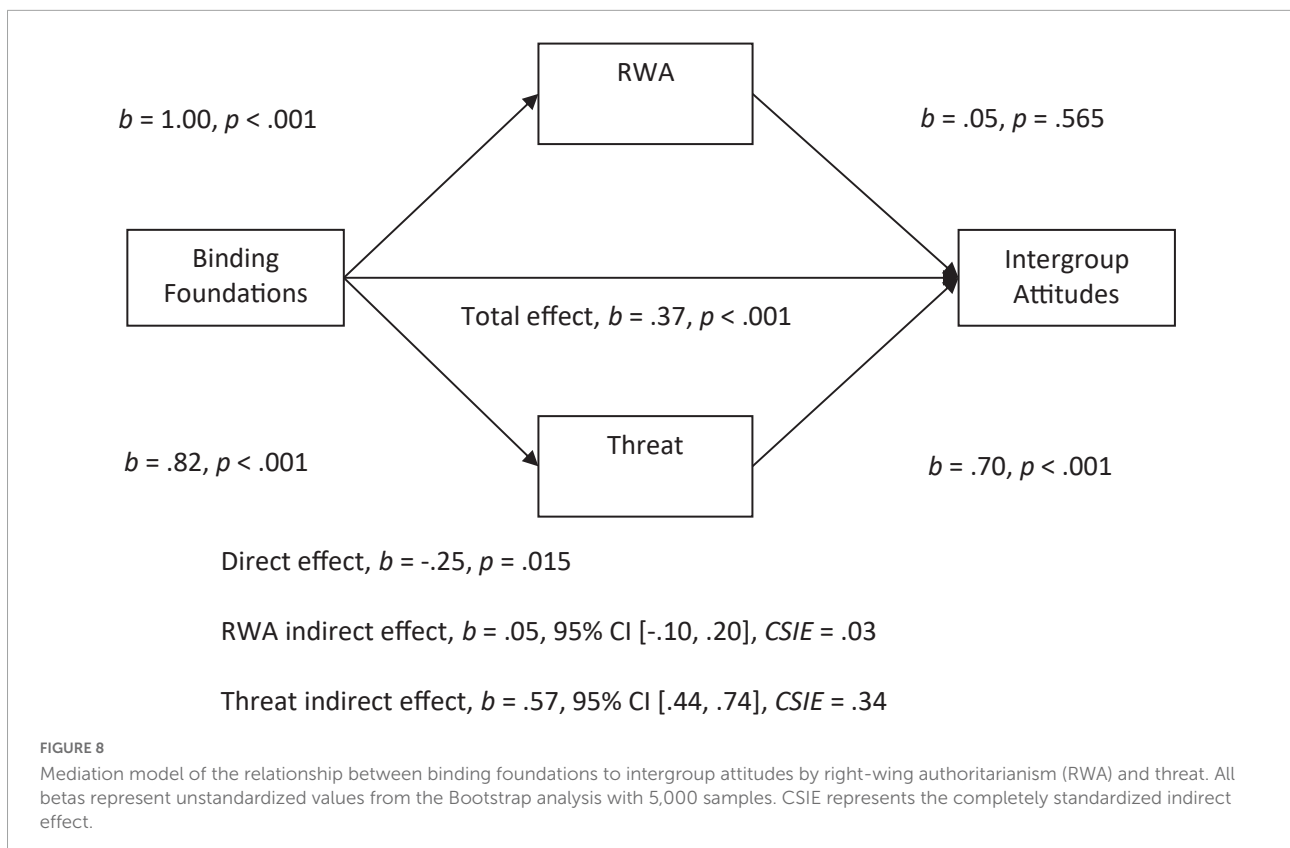 RWA
b = 1.00, p < .001
b = .05, p = .565
Binding
Foundations
Intergroup
Attitudes
Total effect, b = .37, p < .001
Threat
b = .82, p < .001
b = .70, p < .001
Direct effect, b = -.25, p = .015
RWA indirect effect, b = .05, 95% CI [-.10, .20], CSIE = .03
Threat indirect effect, b = .57, 95% CI [.44, .74], CSIE = .34
FIGURE 8
Mediation model of the relationship between binding foundations to intergroup attitudes by right-wing authoritarianism (RWA) and threat. All
betas represent unstandardized values from the Bootstrap analysis with 5,000 samples. CSIE represents the completely standardized indirect
effect.